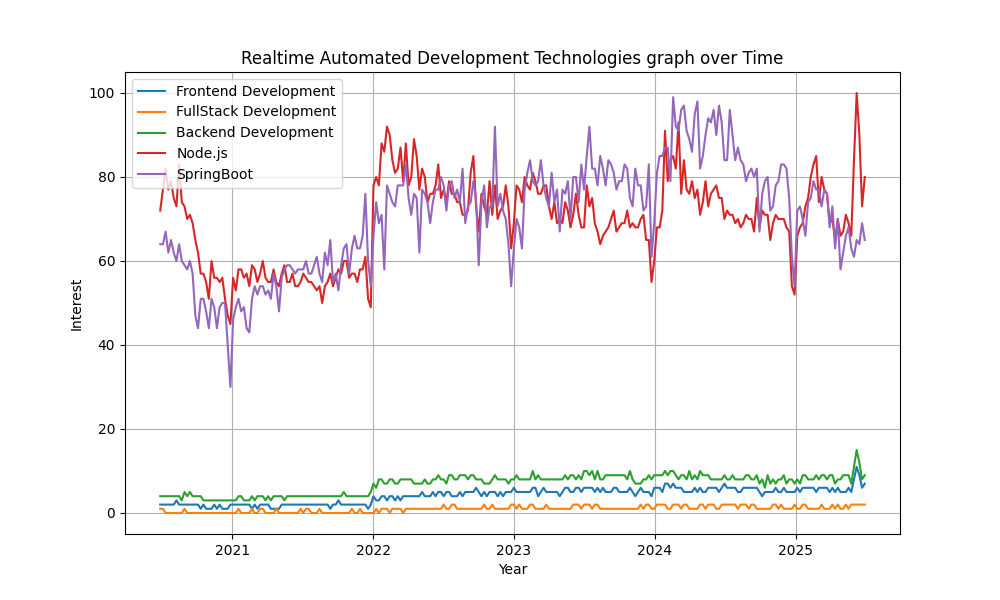 Realtime Automated Development Technologies graph over Time
100
80
60
40
20
0
Interest
Frontend Development
FullStack Development
Backend Development
Node.js
SpringBoot
2021
2022
2023
2024
2025
Year